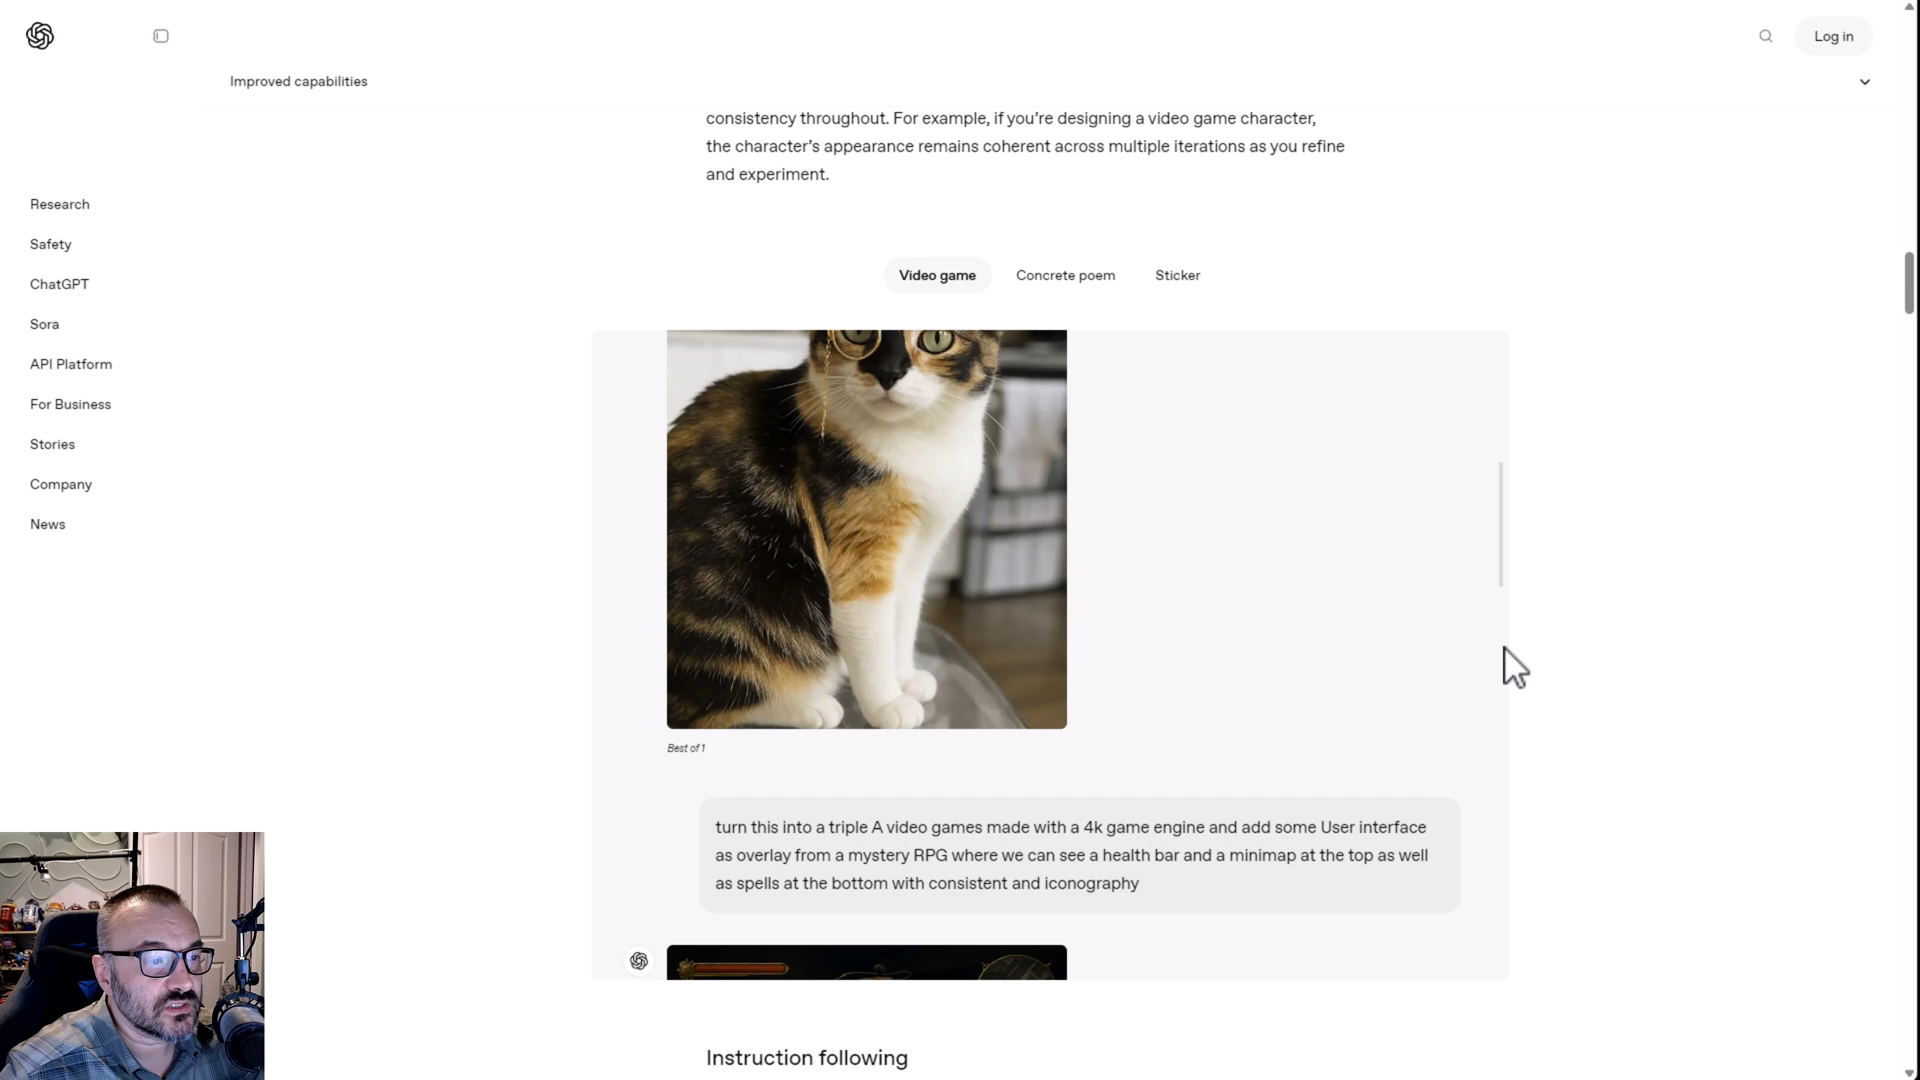 Log in
Improved capabilities
consistency throughout. For example, if you’re designing a video game character,
the character’s appearance remains coherent across multiple iterations as you refine
and experiment.
Research
Safety
ChatGPT
Sora
API Platform
For Business
Stories
Company
News
Video game
Concrete poem
Sticker
Best of 1
turn this into a triple A video games made with a 4k game engine and add some User interface
as overlay from a mystery RPG where we can see a health bar and a minimap at the top as well
as spells at the bottom with consistent and iconography
Instruction following